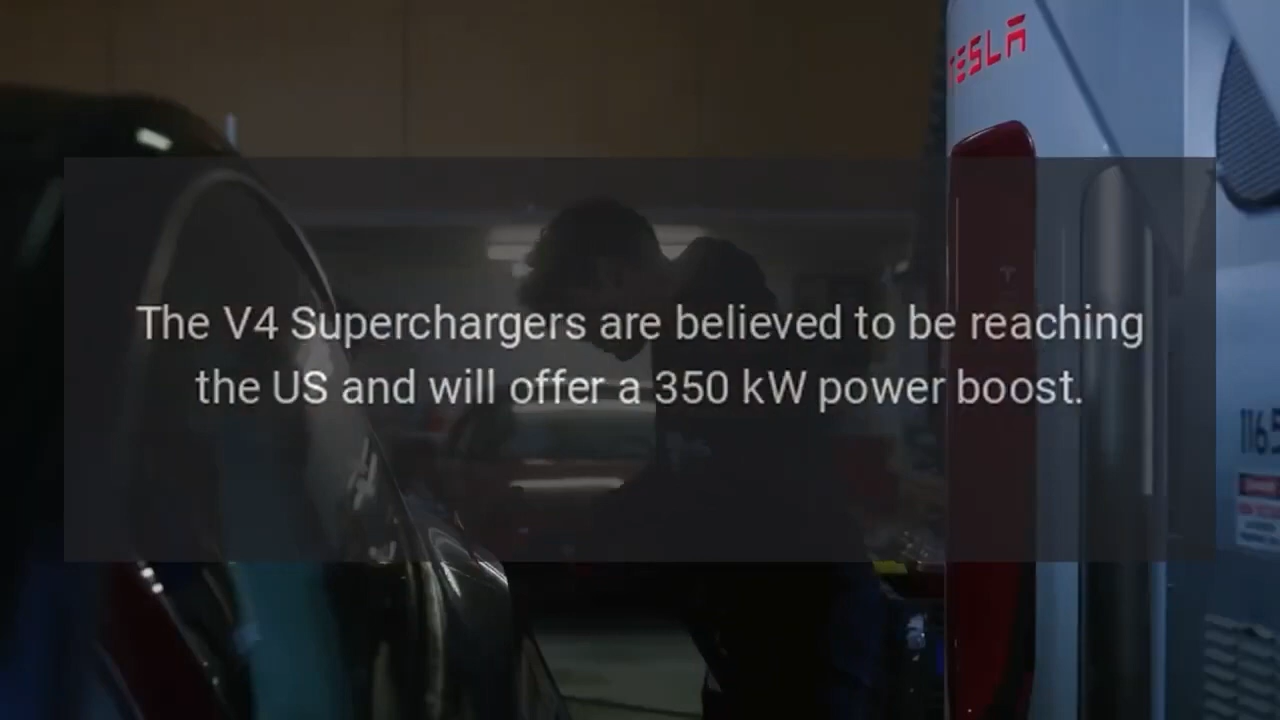 TESLA
The V4 Superchargers are believed to be reaching
the US and will offer a 350 kW power boost.